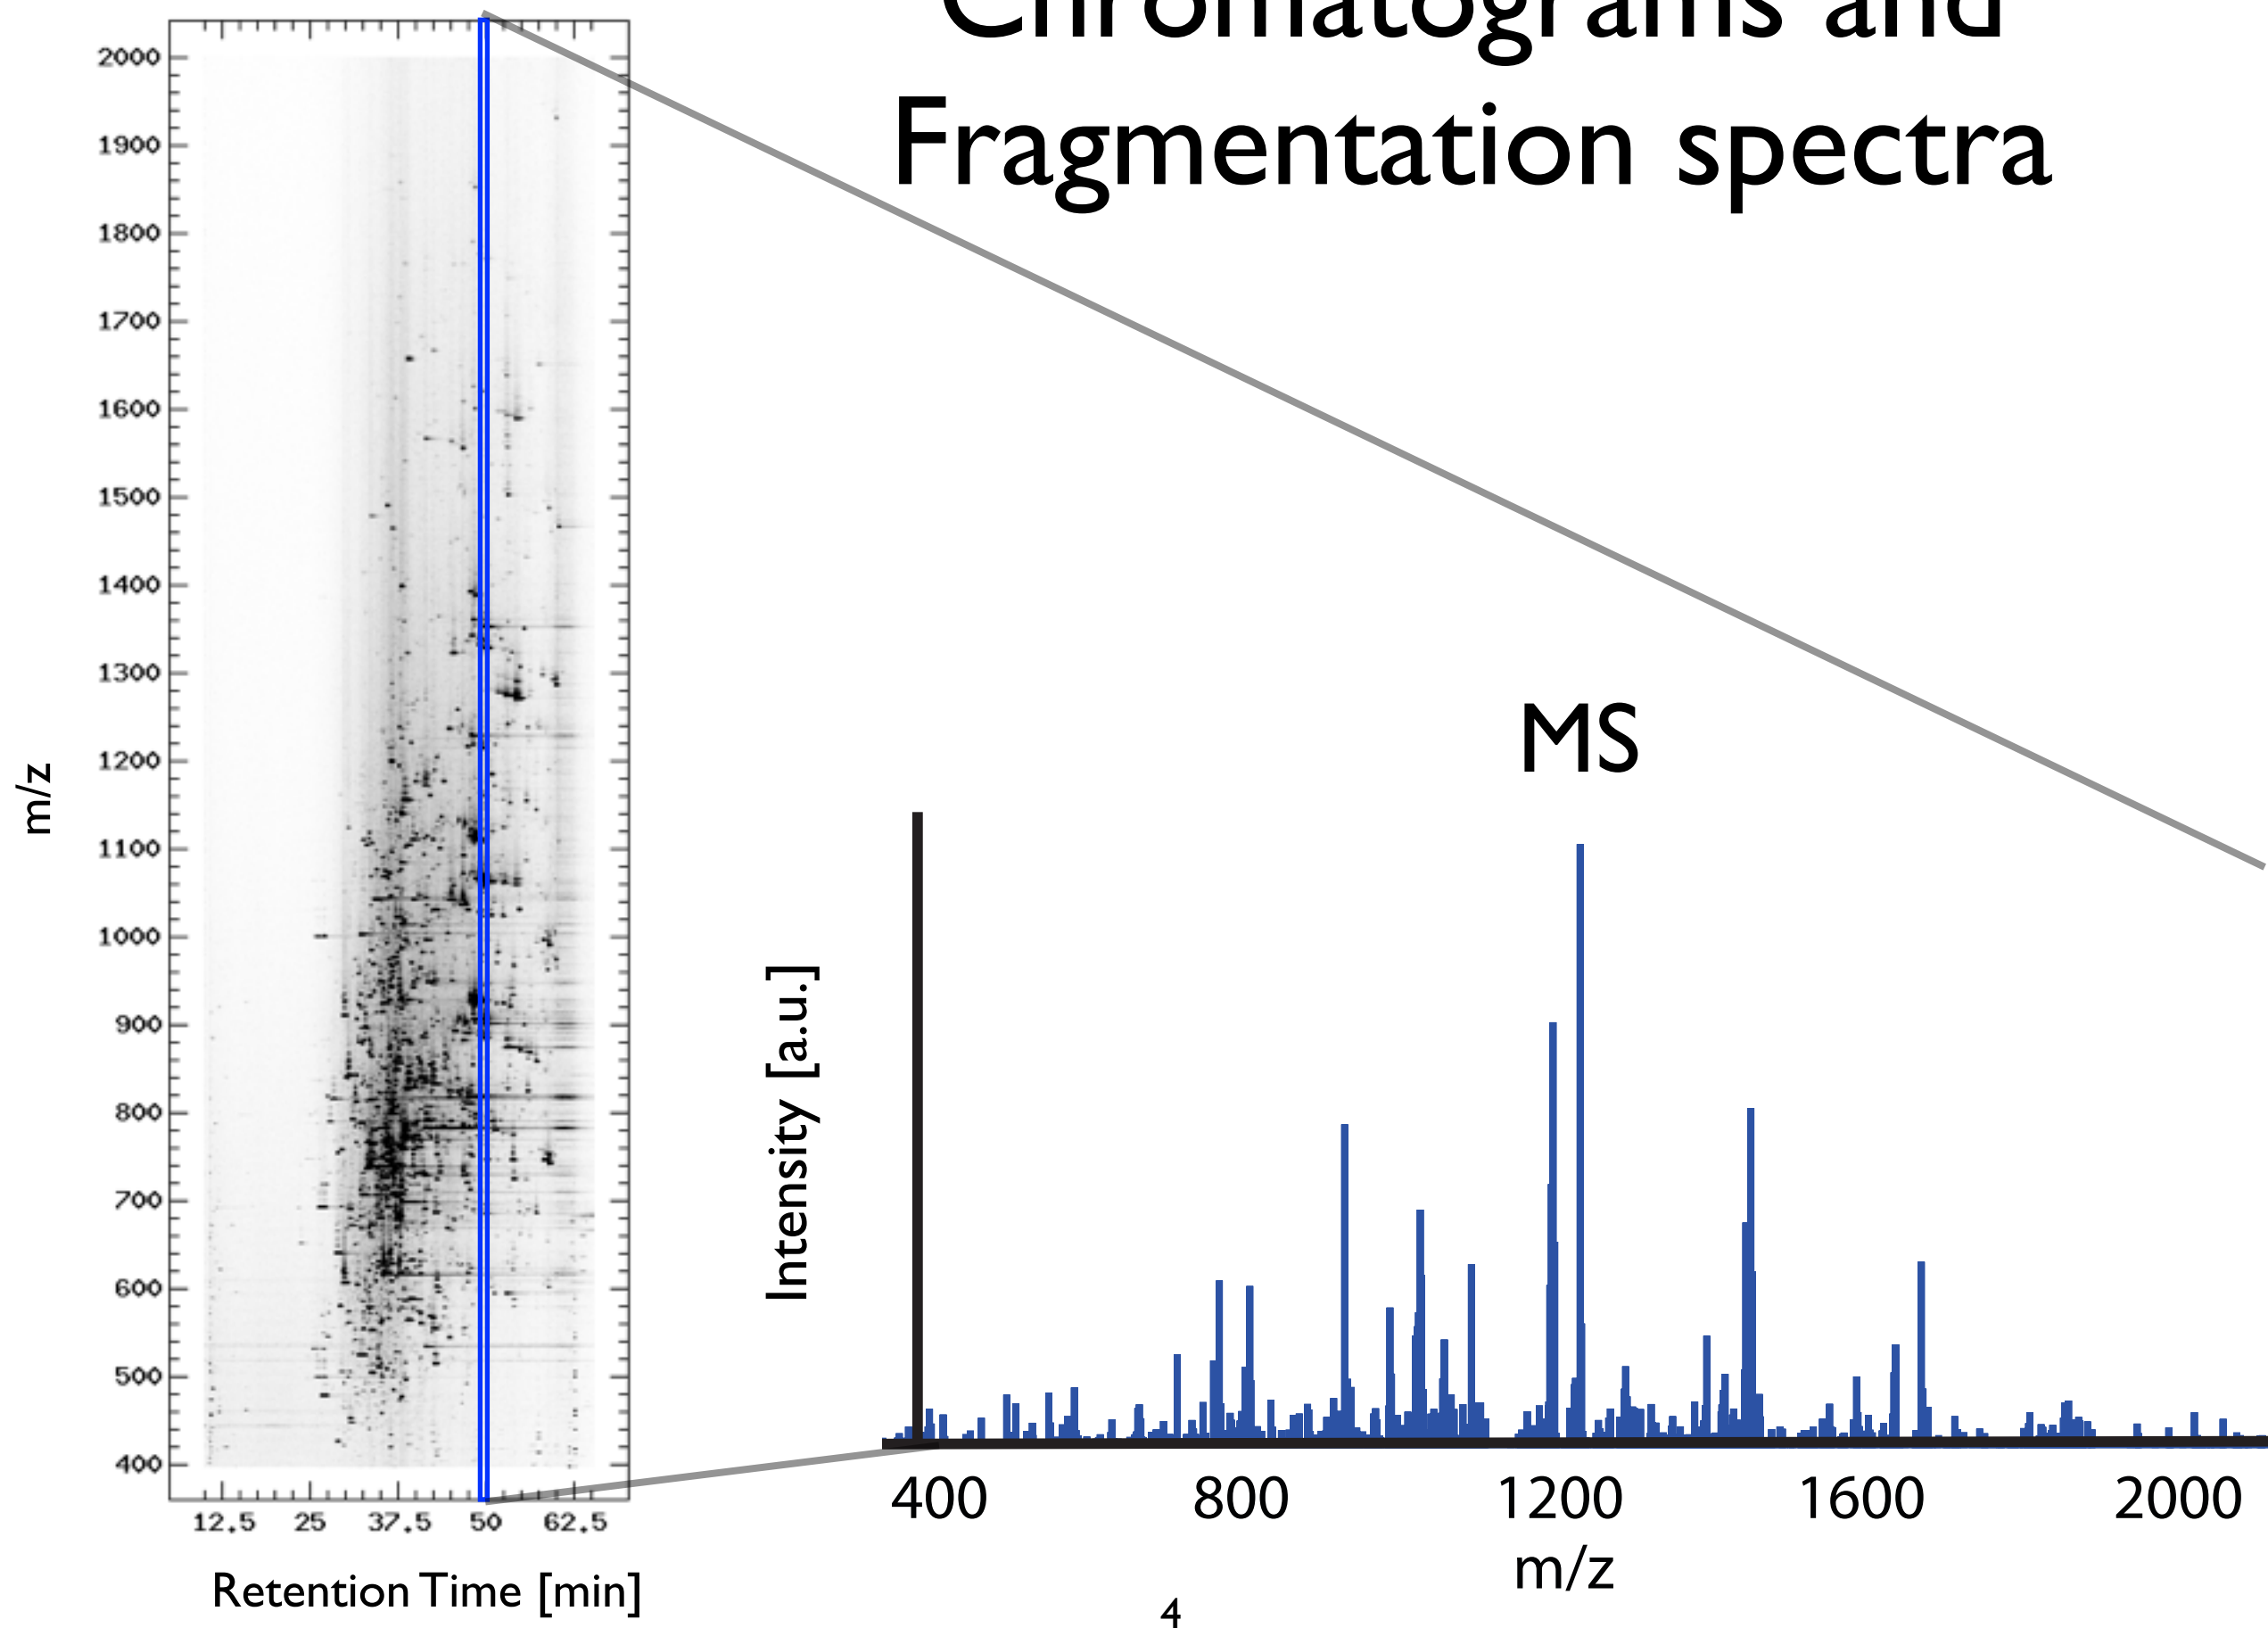 Chromatograms and
Fragmentation spectra
2000
1900
1800
1700
1600
1500
1400
1300
1200
1100
1000
900
800
700
600
500
400
m/z
12.5 25 37.5 50 62.5
Retention Time [min]
MS
Intensity [a.u.]
400 800 1200 1600 2000
m/z
4